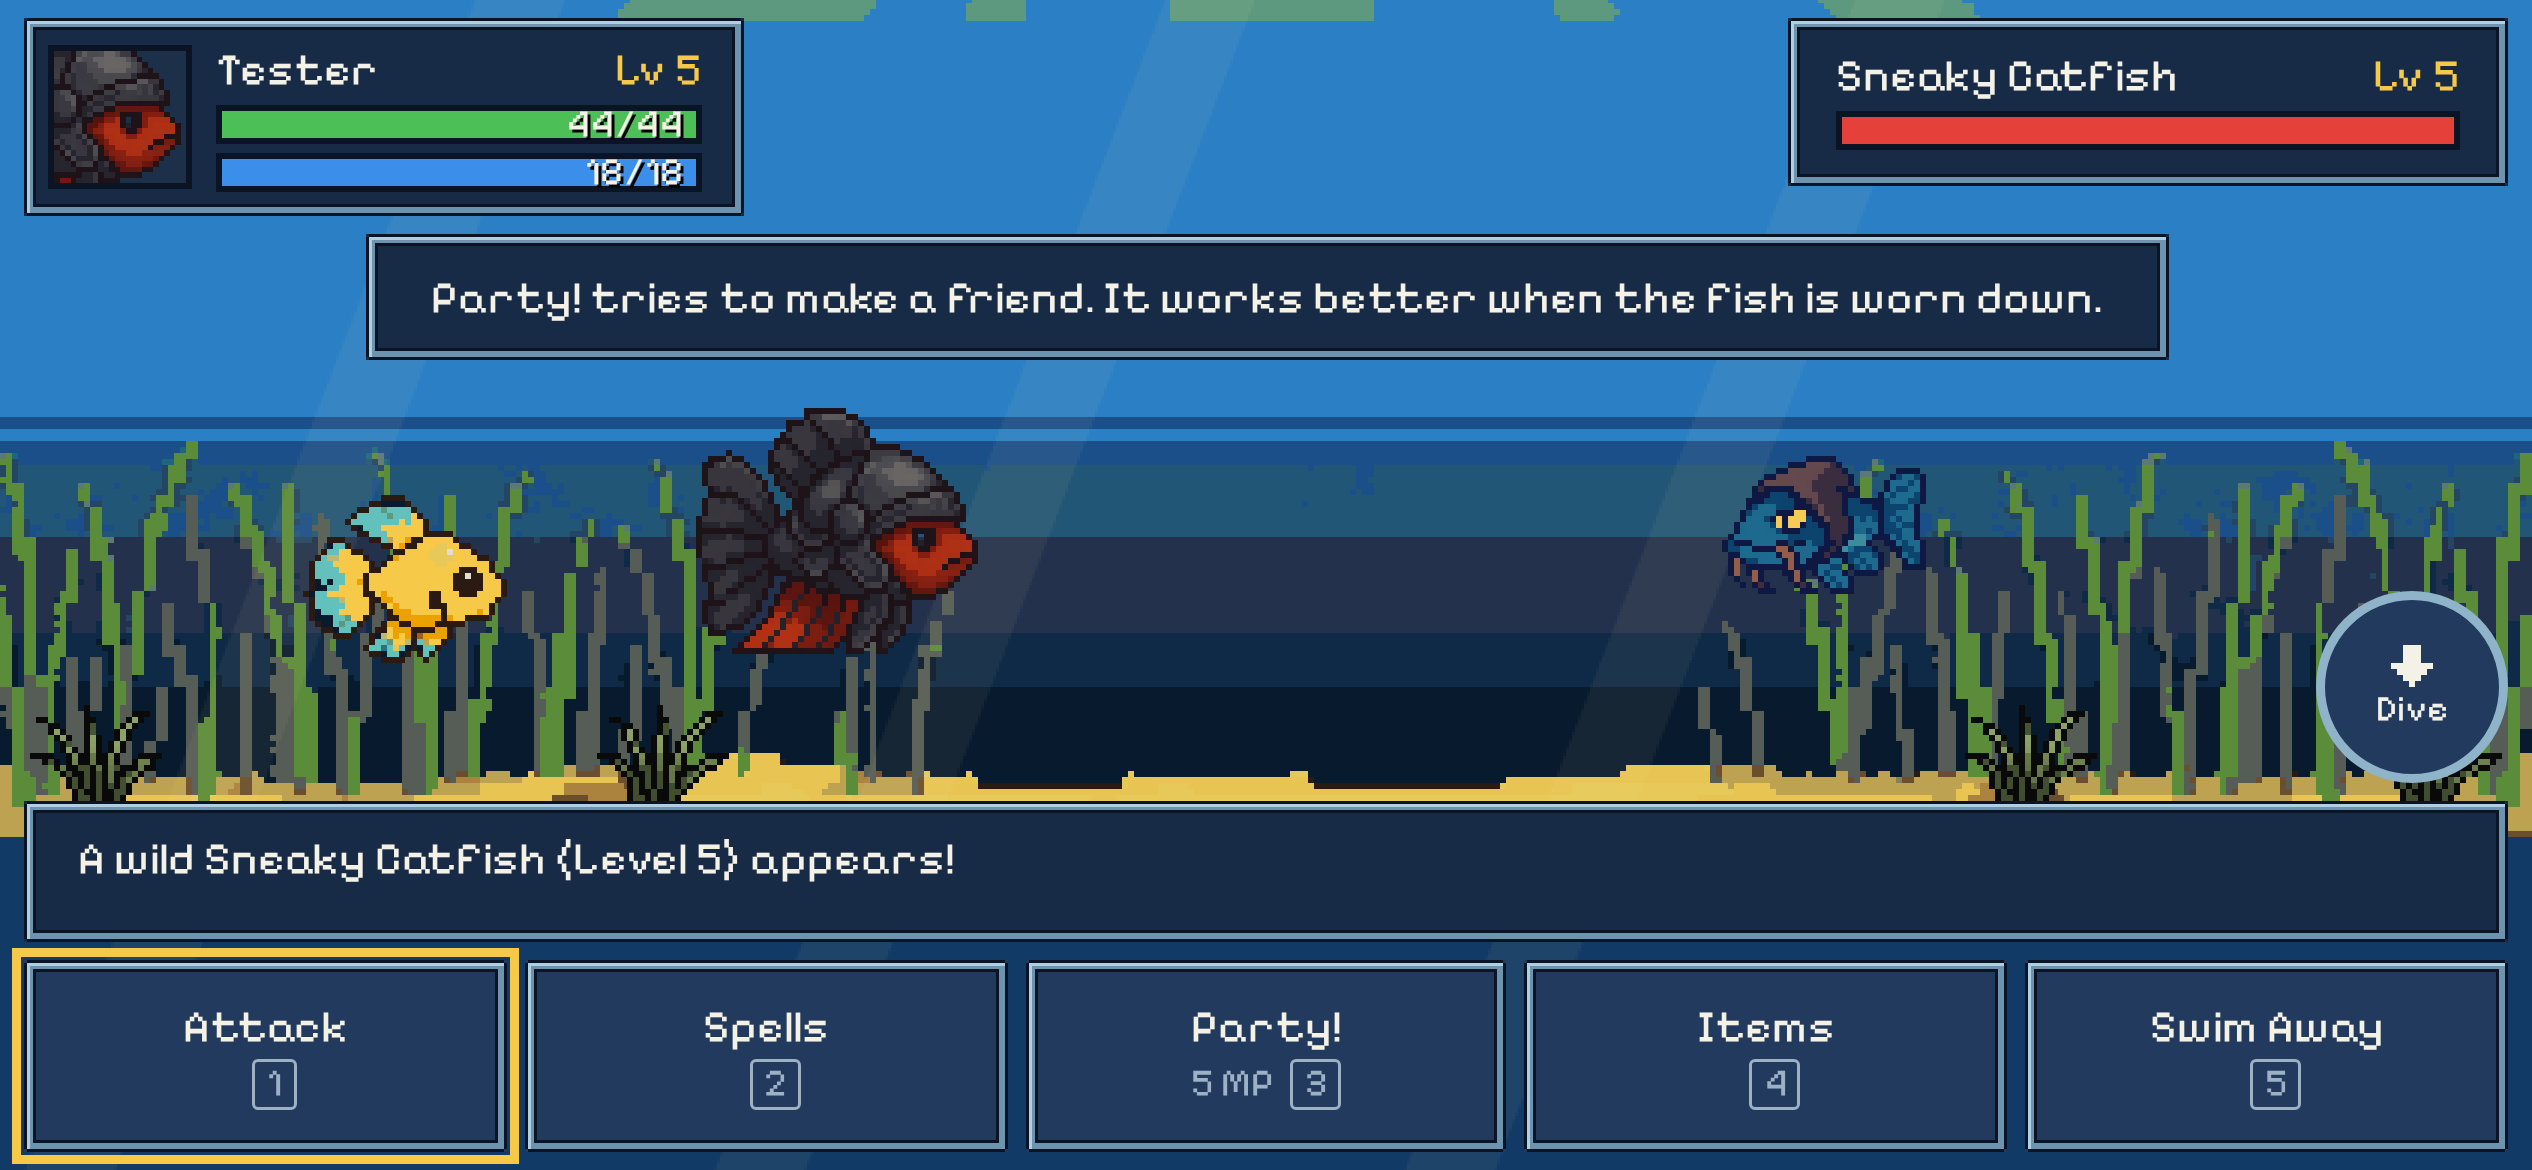 Tester Lv 5
44/44
18/18
Sneaky Catfish Lv 5
Party! tries to make a friend. It works better when the fish is worn down.
Dive
A wild Sneaky Catfish (Level 5) appears!
Attack
1
Spells
2
Party!
5 MP 3
Items
4
Swim Away
5